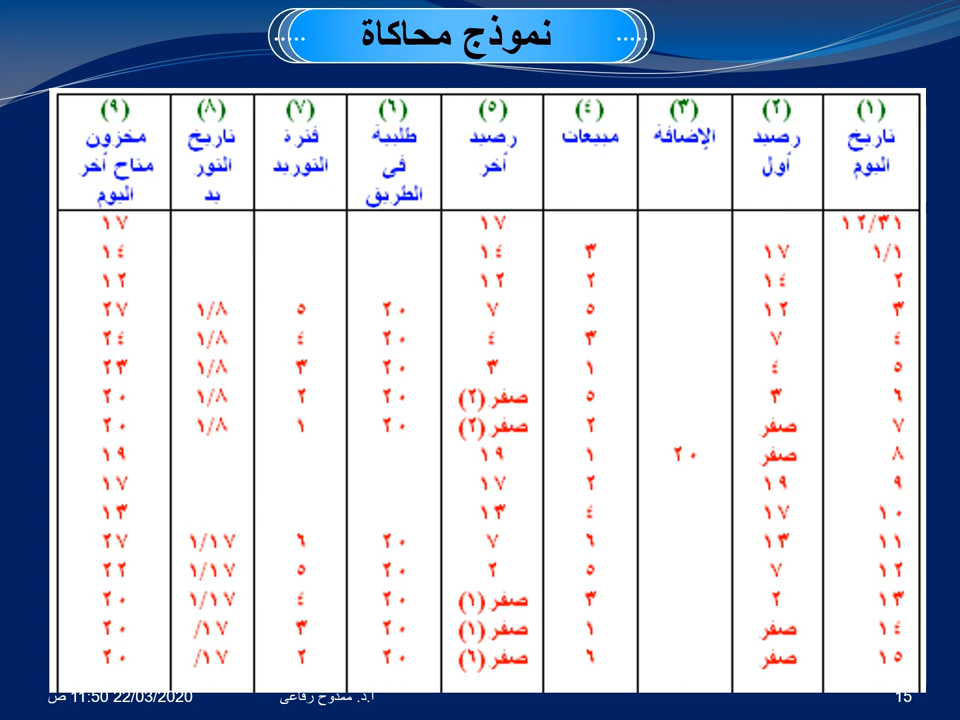 نموذج محاكاة
(١) (٢) (٣) (٤) (٥) (٦) (٧) (٨) (٩)
تاريخ رصيد الإضافة مبيعات رصيد طلبية فترة تاريخ مخزون
اليوم أول آخر فى التوريد التور متاح أخر
الطريق يد اليوم
١٢/٣١ ١٧ ١٧
١/١ ١٧ ٣ ١٤ ١٤
٢ ١٤ ٢ ١٢ ١٢
٣ ١٢ ٥ ٧ ٢٠ ٥ ١/٨ ٢٧
٤ ٧ ٣ ٤ ٢٠ ٤ ١/٨ ٢٤
٥ ٤ ١ ٣ ٢٠ ٣ ١/٨ ٢٣
٦ ٣ ٥ صفر (٢) ٢٠ ٢ ١/٨ ٢٠
٧ صفر ٢ صفر (٢) ٢٠ ١ ١/٨ ٢٠
٨ صفر ٢٠ ١ ١٩ ١٩
٩ ١٩ ٢ ١٧ ١٧
١٠ ١٧ ٤ ١٣ ١٣
١١ ١٣ ٦ ٧ ٢٠ ٦ ١/١٧ ٢٧
١٢ ٧ ٥ ٢ ٢٠ ٥ ١/١٧ ٢٢
١٣ ٢ ٣ صفر (١) ٢٠ ٤ ١/١٧ ٢٠
١٤ صفر ١ صفر (١) ٢٠ ٣ ١٧/ ٢٠
١٥ صفر ٦ صفر (٦) ٢٠ ٢ ١٧/ ٢٠
15 ا.د. ممدوح رفاعى 22/03/2020 11:50 ص